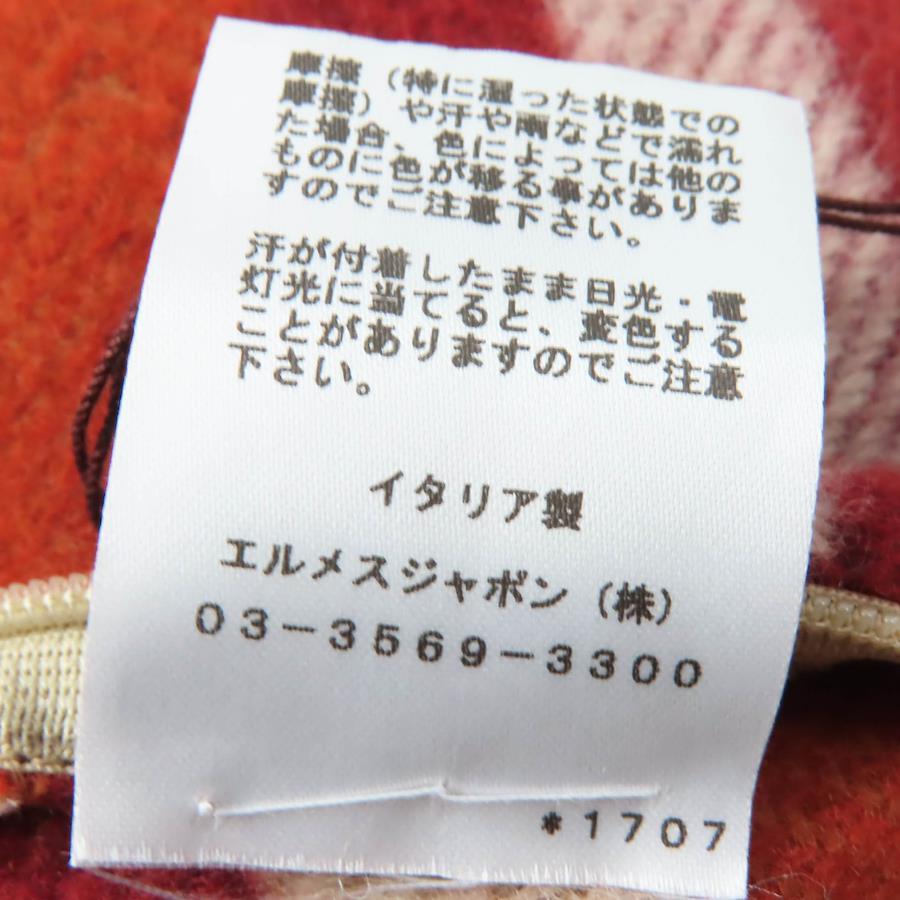 摩擦(特に湿った状態での
摩擦)、や汗や雨などで濡れ
た場合、色によっては他の
ものに色が移る事があります
すのでご注意下さい。
汗が付着したまま日光・電
灯光に当てると、変色する
ことがありますのでご注意
下さい。
イタリア製
エルメスジャポン(株)
03-3569-3300
*1707